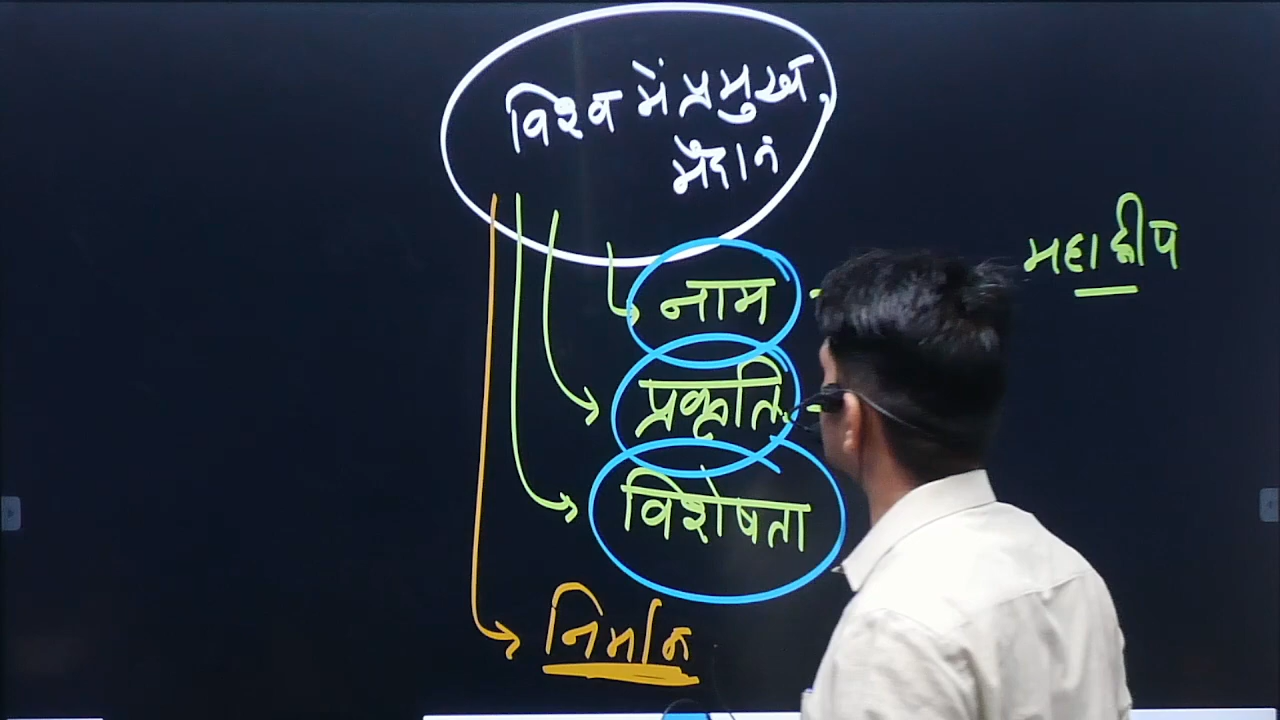 विश्व में प्रमुख
मैदान
नाम
महाद्वीप
प्रकृति
विशेषता
निर्माण